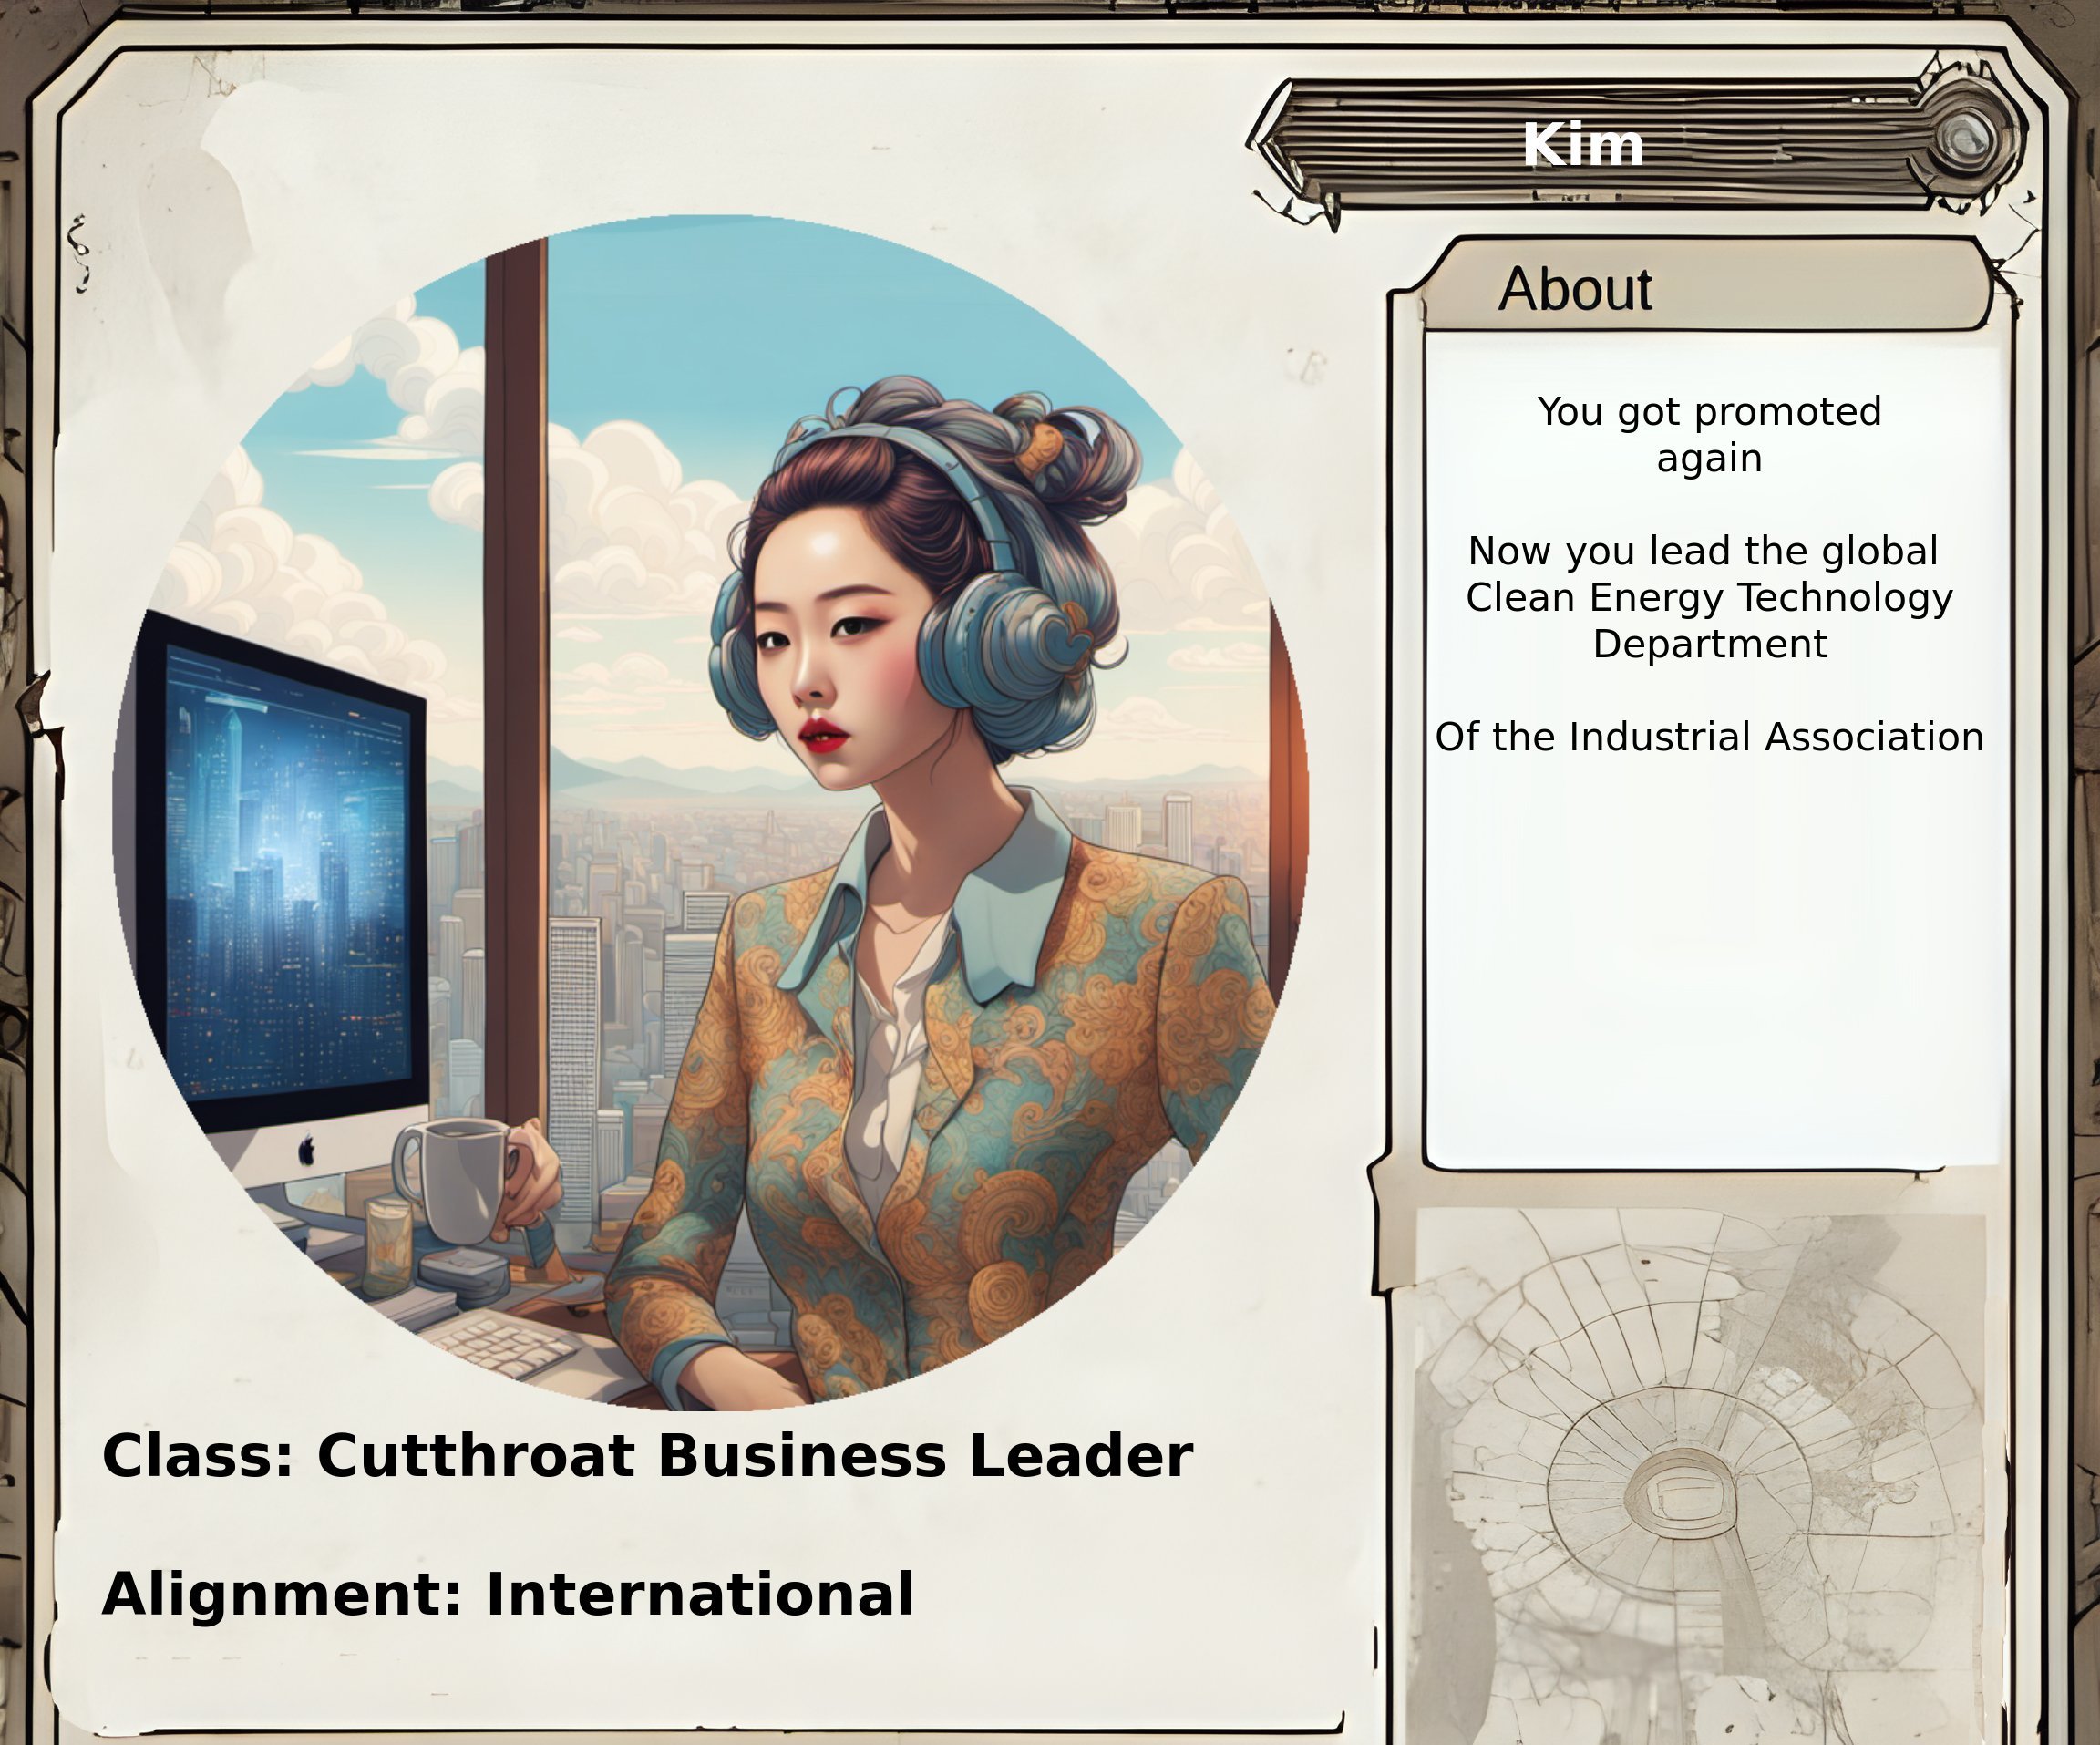 Kim
About
You got promoted
again
Now you lead the global
Clean Energy Technology
Department
Of the Industrial Association
Class: Cutthroat Business Leader
Alignment: International